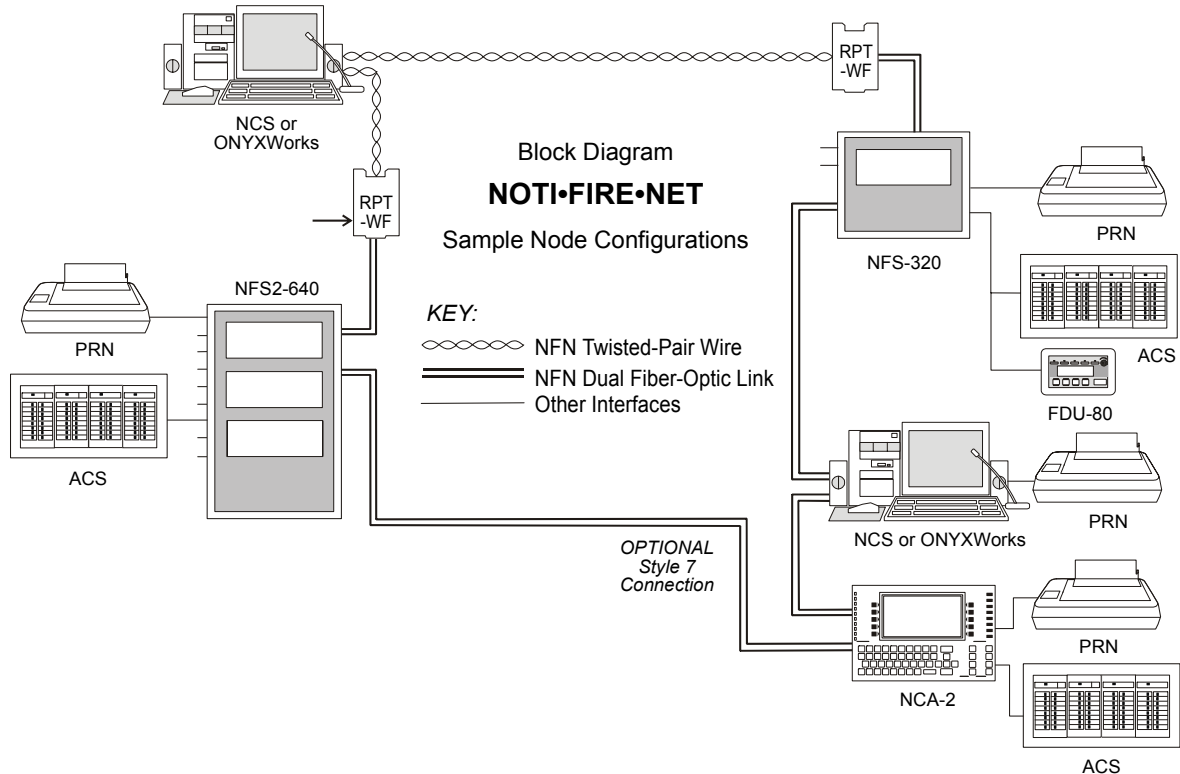 RPT
-WF
NCS or
ONYXWorks
Block Diagram
NOTI•FIRE•NET
Sample Node Configurations
RPT
-WF
PRN
NFS-320
NFS2-640
KEY:
NFN Twisted-Pair Wire
NFN Dual Fiber-Optic Link
Other Interfaces
PRN
ACS
FDU-80
ACS
PRN
NCS or ONYXWorks
OPTIONAL
Style 7
Connection
PRN
NCA-2
ACS